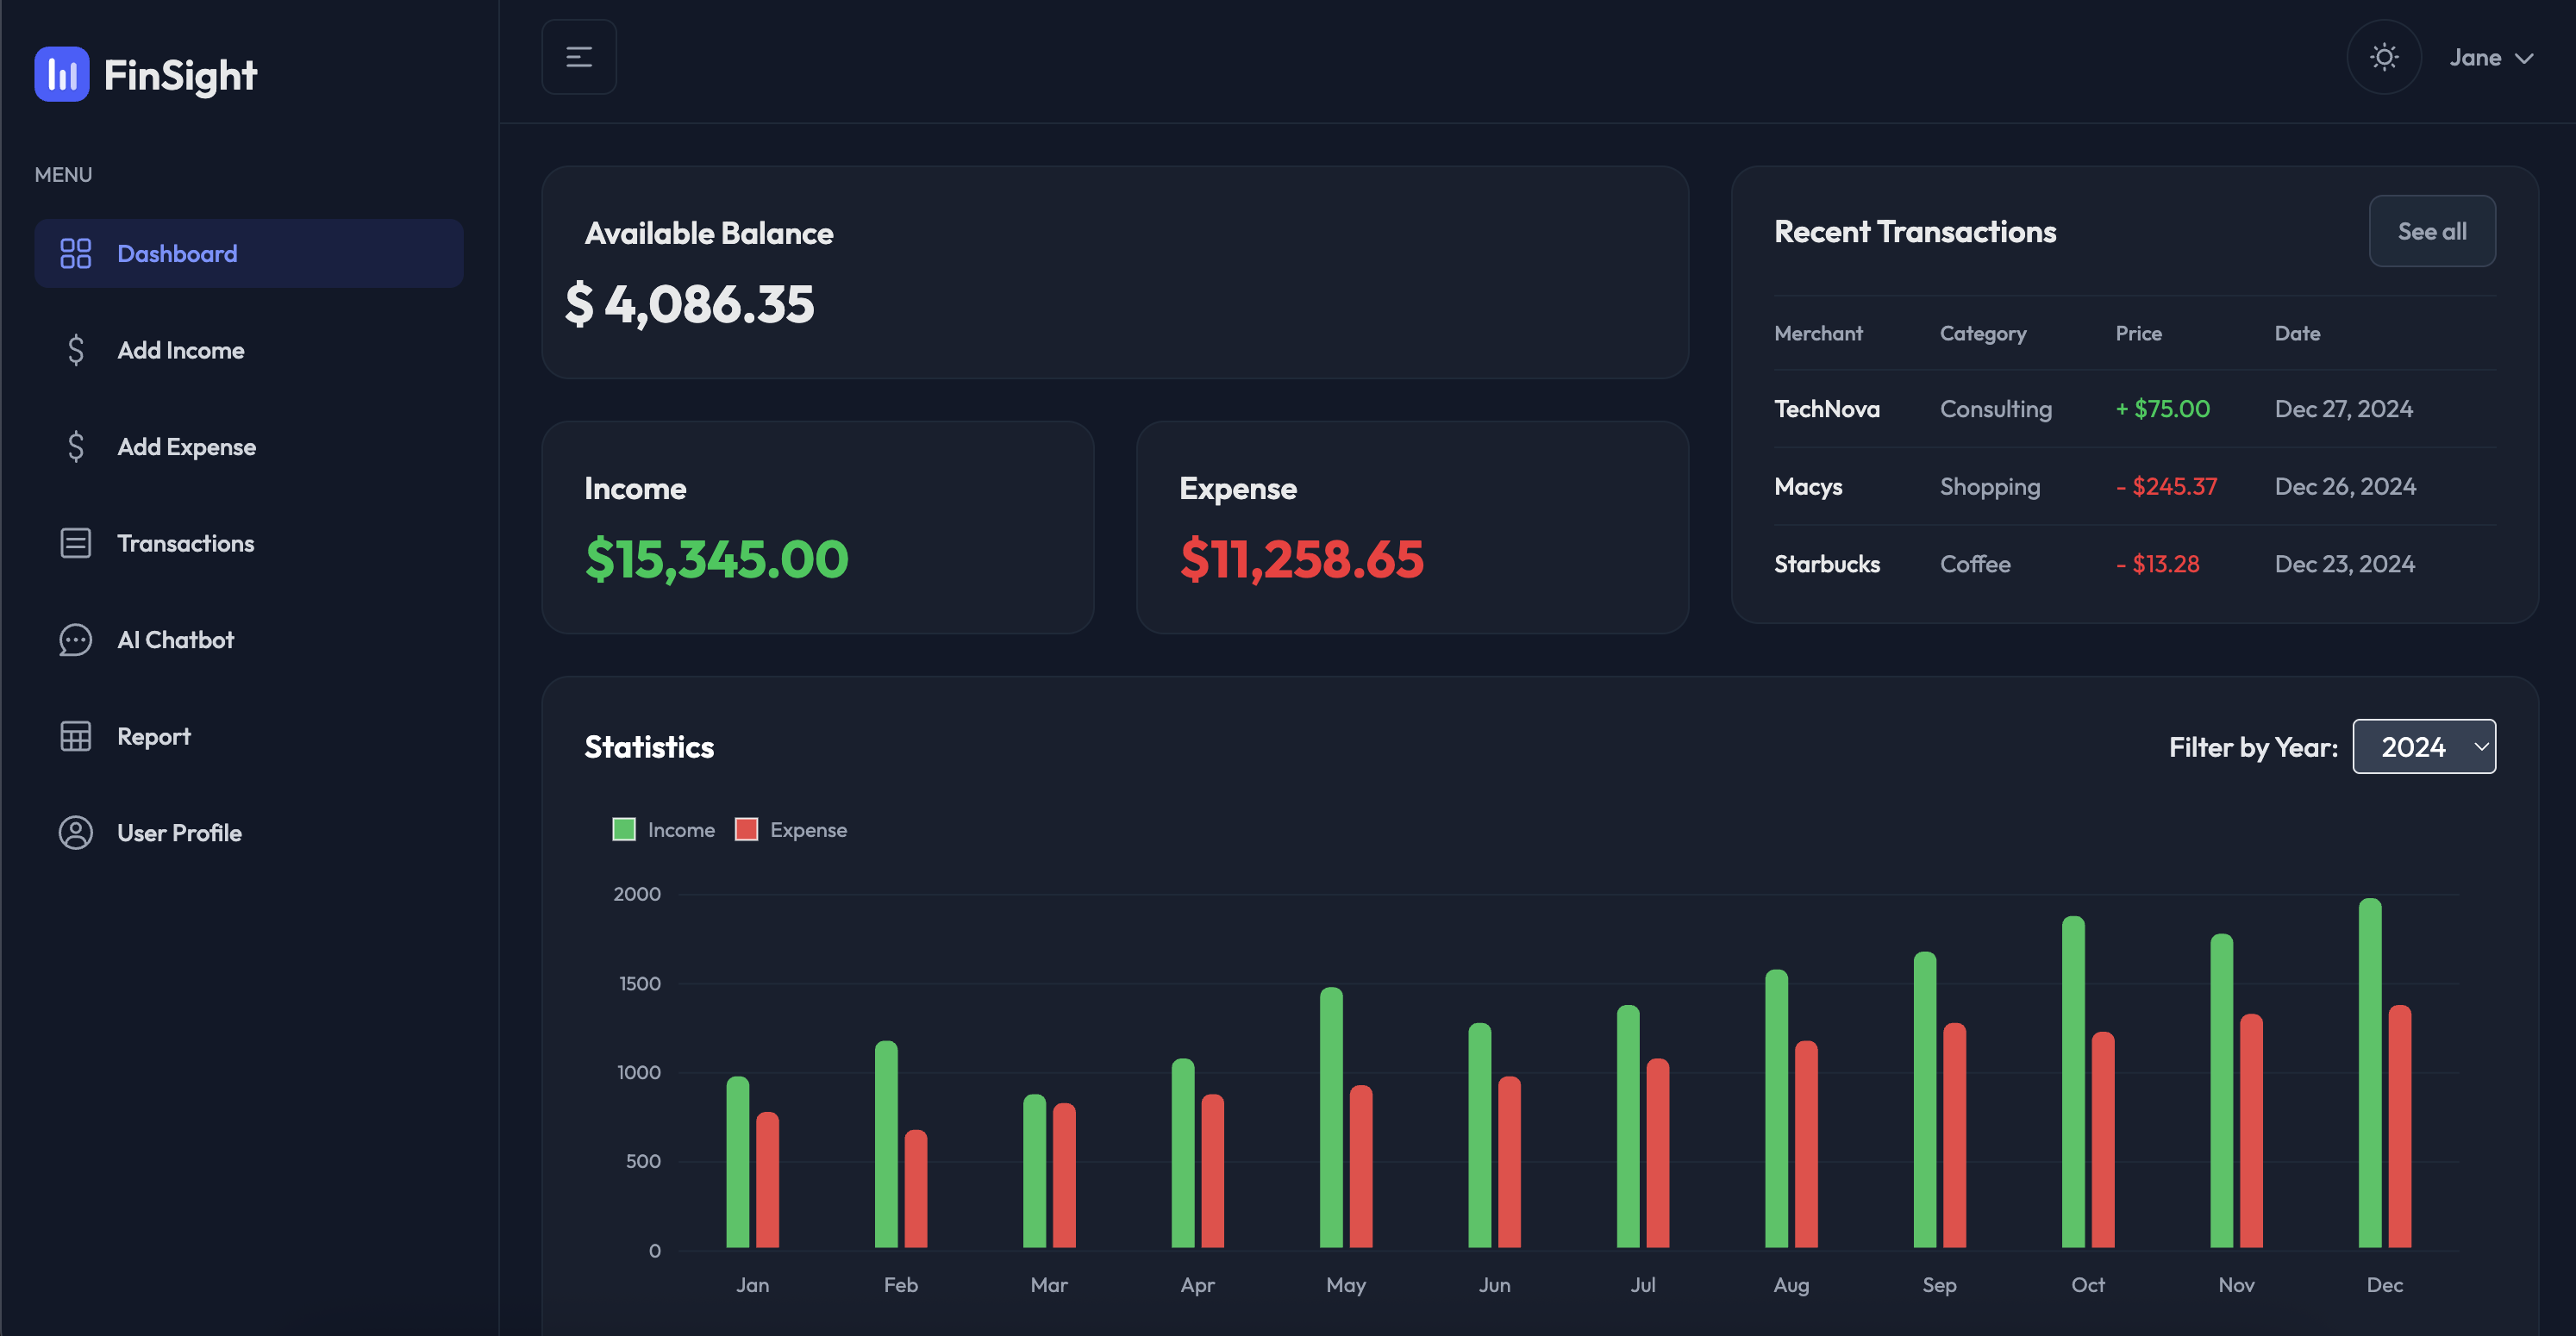 FinSight
MENU
Dashboard
Add Income
Add Expense
Transactions
AI Chatbot
Report
User Profile
Jane
Available Balance
$ 4,086.35
Income
$15,345.00
Expense
$11,258.65
Recent Transactions
See all
Merchant Category Price Date
TechNova Consulting + $75.00 Dec 27, 2024
Macys Shopping - $245.37 Dec 26, 2024
Starbucks Coffee - $13.28 Dec 23, 2024
Statistics
Filter by Year: 2024
Income Expense
2000
1500
1000
500
0
Jan Feb Mar Apr May Jun Jul Aug Sep Oct Nov Dec